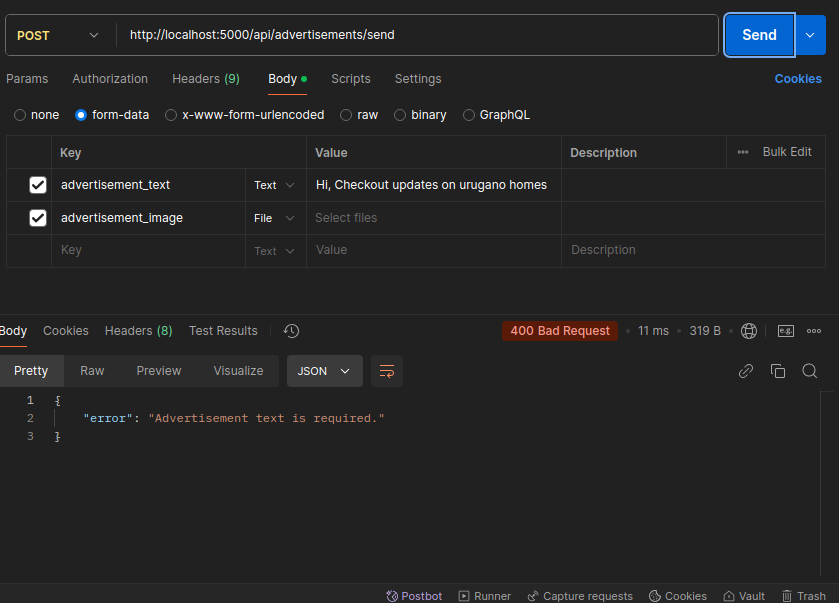 POST http://localhost:5000/api/advertisements/send Send
Params Authorization Headers (9) Body Scripts Settings Cookies
none form-data x-www-form-urlencoded raw binary GraphQL
Key Value Description Bulk Edit
advertisement_text Text Hi, Checkout updates on urugano homes
advertisement_image File Select files
Key Text Value Description
Body Cookies Headers (8) Test Results 400 Bad Request 11 ms 319 B e.g.
Pretty Raw Preview Visualize JSON
1 {
2 "error": "Advertisement text is required."
3 }
Postbot Runner Capture requests Cookies Vault Trash